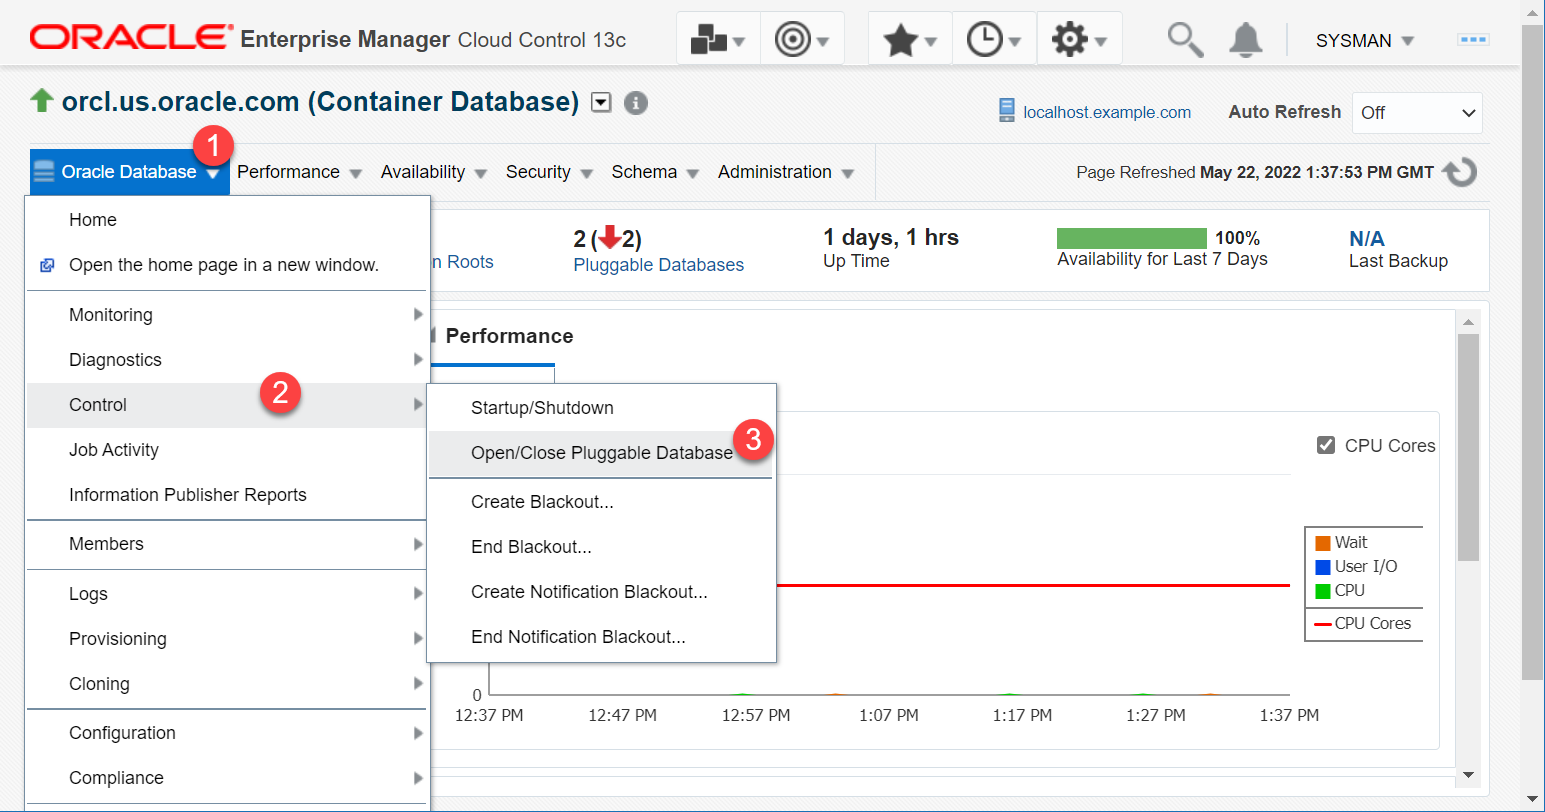 ORACLE Enterprise Manager Cloud Control 13c
SYSMAN
orcl.us.oracle.com (Container Database)
localhost.example.com
Auto Refresh Off
1
Oracle Database Performance Availability Security Schema Administration
Page Refreshed May 22, 2022 1:37:53 PM GMT
Home
Open the home page in a new window.
Monitoring
Diagnostics
Control
2
Job Activity
Information Publisher Reports
Members
Logs
Provisioning
Cloning
Configuration
Compliance
n Roots
2 (2)
Pluggable Databases
1 days, 1 hrs
Up Time
100%
Availability for Last 7 Days
N/A
Last Backup
Performance
Startup/Shutdown
Open/Close Pluggable Database
3
Create Blackout...
End Blackout...
Create Notification Blackout...
End Notification Blackout...
CPU Cores
Wait
User I/O
CPU
CPU Cores
0
12:37 PM 12:47 PM 12:57 PM 1:07 PM 1:17 PM 1:27 PM 1:37 PM